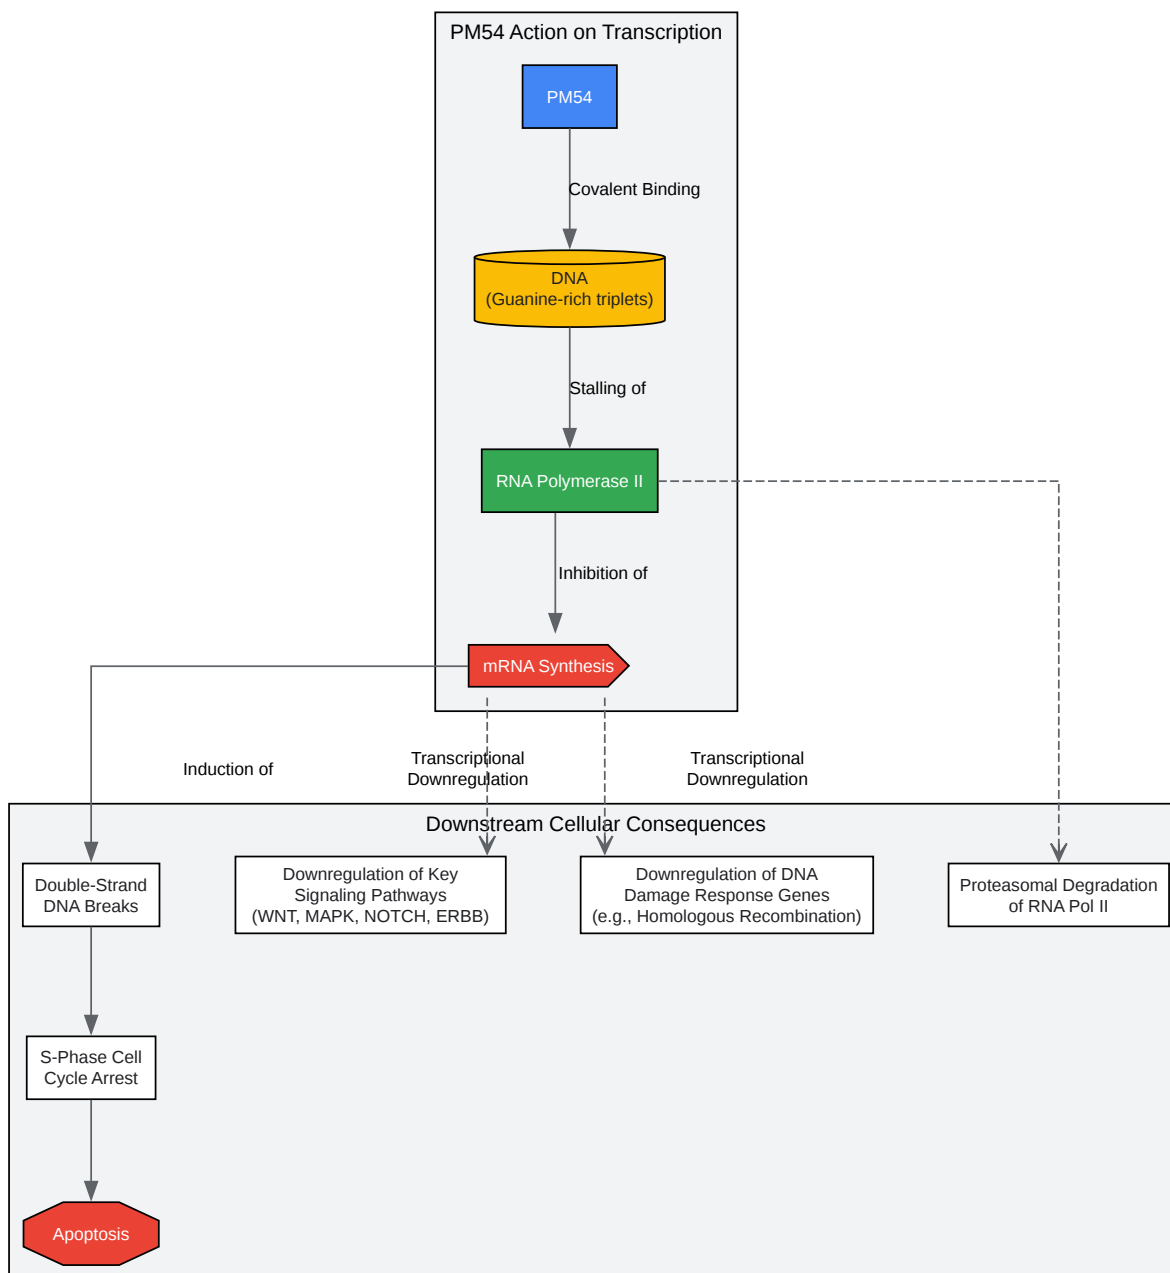 PM54 Action on Transcription
PM54
Covalent Binding
DNA
(Guanine-rich triplets)
Stalling of
RNA Polymerase II
Inhibition of
mRNA Synthesis
Induction of
Transcriptional
Downregulation
Transcriptional
Downregulation
Downstream Cellular Consequences
Double-Strand
DNA Breaks
Downregulation of Key
Signaling Pathways
(WNT, MAPK, NOTCH, ERBB)
Downregulation of DNA
Damage Response Genes
(e.g., Homologous Recombination)
Proteasomal Degradation
of RNA Pol II
S-Phase Cell
Cycle Arrest
Apoptosis